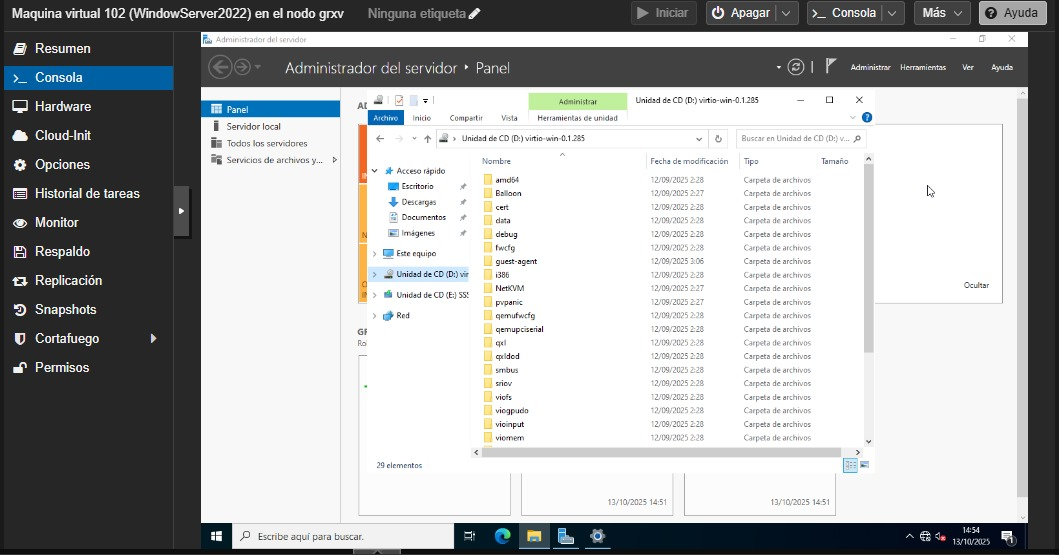 Maquina virtual 102 (WindowServer2022) en el nodo grxv Ninguna etiqueta Iniciar Apagar Consola Más Ayuda
Resumen
Consola
Hardware
Cloud-Init
Opciones
Historial de tareas
Monitor
Respaldo
Replicación
Snapshots
Cortafuego
Permisos
Administrador del servidor
Administrador del servidor Panel
Administrar Herramientas Ver Ayuda
Panel
Servidor local
Todos los servidores
Servicios de archivos y...
Administrar Unidad de CD (D:) virtio-win-0.1.285
Archivo Inicio Compartir Vista Herramientas de unidad
Unidad de CD (D:) virtio-win-0.1.285
Buscar en Unidad de CD (D:) v...
Acceso rápido
Escritorio
Descargas
Documentos
Imágenes
Este equipo
Unidad de CD (D:) vir
Unidad de CD (E:) SS
Red
Nombre Fecha de modificación Tipo Tamaño
amd64 12/09/2025 2:28 Carpeta de archivos
Balloon 12/09/2025 2:27 Carpeta de archivos
cert 12/09/2025 2:28 Carpeta de archivos
data 12/09/2025 2:28 Carpeta de archivos
debug 12/09/2025 2:28 Carpeta de archivos
fwcfg 12/09/2025 2:28 Carpeta de archivos
guest-agent 12/09/2025 3:06 Carpeta de archivos
i386 12/09/2025 2:28 Carpeta de archivos
NetKVM 12/09/2025 2:27 Carpeta de archivos
pvpanic 12/09/2025 2:27 Carpeta de archivos
qemufwcfg 12/09/2025 2:28 Carpeta de archivos
qemupciserial 12/09/2025 2:28 Carpeta de archivos
qxl 12/09/2025 2:28 Carpeta de archivos
qxldod 12/09/2025 2:28 Carpeta de archivos
smbus 12/09/2025 2:28 Carpeta de archivos
sriov 12/09/2025 2:28 Carpeta de archivos
viofs 12/09/2025 2:28 Carpeta de archivos
viogpudo 12/09/2025 2:28 Carpeta de archivos
vioinput 12/09/2025 2:28 Carpeta de archivos
viomem 12/09/2025 2:28 Carpeta de archivos
29 elementos
Ocultar
13/10/2025 14:51
13/10/2025 14:51
Escribe aquí para buscar.
14:54
13/10/2025